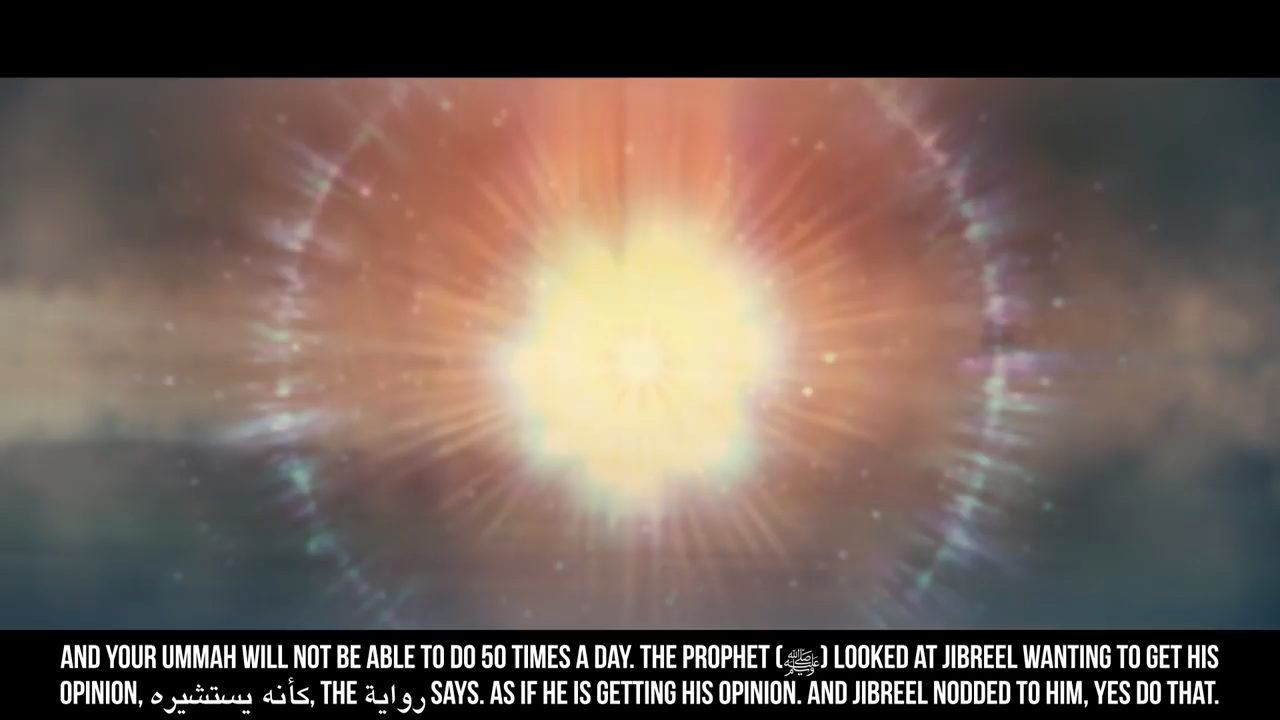 AND YOUR UMMAH WILL NOT BE ABLE TO DO 50 TIMES A DAY. THE PROPHET (ﷺ) LOOKED AT JIBREEL WANTING TO GET HIS
OPINION, كأنه يستشيره, THE رواية SAYS. AS IF HE IS GETTING HIS OPINION. AND JIBREEL NODDED TO HIM, YES DO THAT.